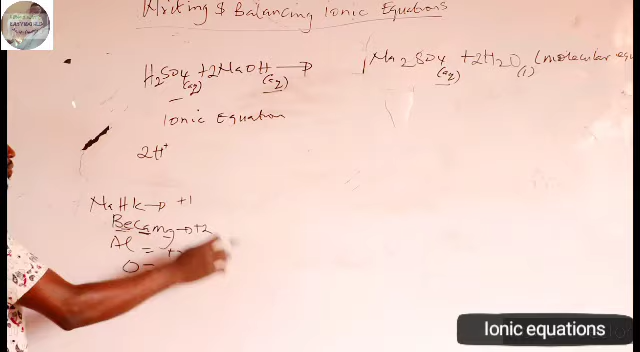 Writing & Balancing Ionic Equations
H2SO4(aq) + 2NaOH(aq) → Na2SO4(aq) + 2H2O(l) (molecular equ
Ionic Equation
2H+
NaHK → +1
BeCaMg → +2
Al =
O =
Ionic equations